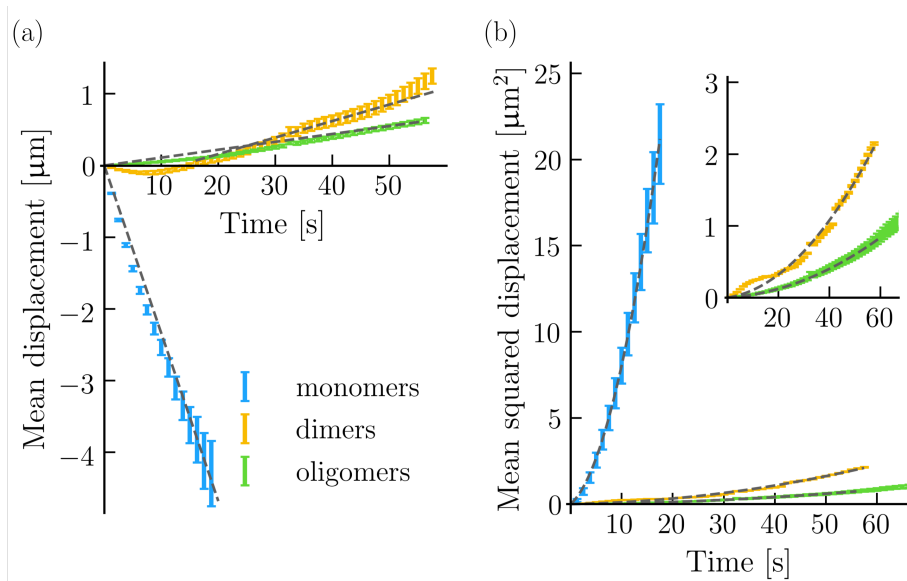 (a)
Mean displacement [µm]
1
0
−1
−2
−3
−4
10 20 30 40 50
Time [s]
monomers
dimers
oligomers
(b)
Mean squared displacement [µm²]
25
20
15
10
5
0
10 20 30 40 50 60
Time [s]
3
2
1
0
20 40 60